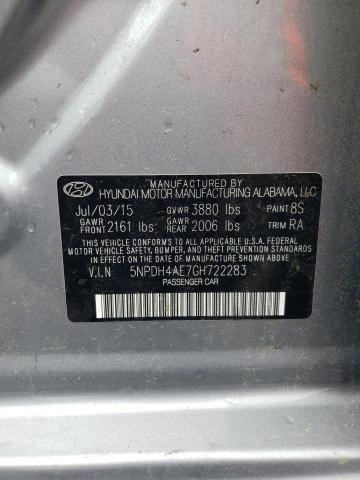 HYUNDAI MOTOR MANUFACTURING ALABAMA, LLC
Jul/03/15 GVWR 3880 lbs PAINT 8S
GAWR FRONT 2161 lbs GAWR REAR 2006 lbs TRIM RA
THIS VEHICLE CONFORMS TO ALL APPLICABLE U.S.A. FEDERAL
MOTOR VEHICLE SAFETY, BUMPER, AND THEFT PREVENTION
STANDARDS IN EFFECT ON THE DATE OF MANUFACTURE SHOWN ABOVE.
V.I.N 5NPDH4AE7GH722283
PASSENGER CAR